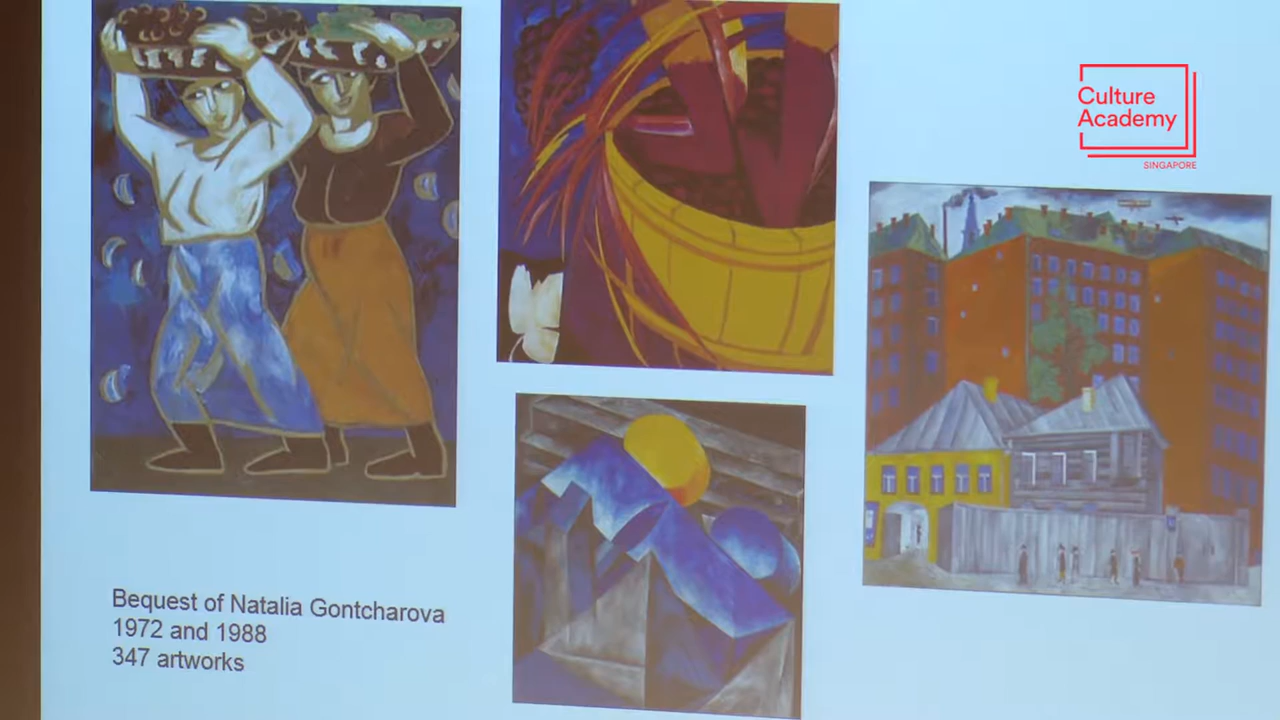 Culture
Academy
SINGAPORE
Bequest of Natalia Gontcharova
1972 and 1988
347 artworks